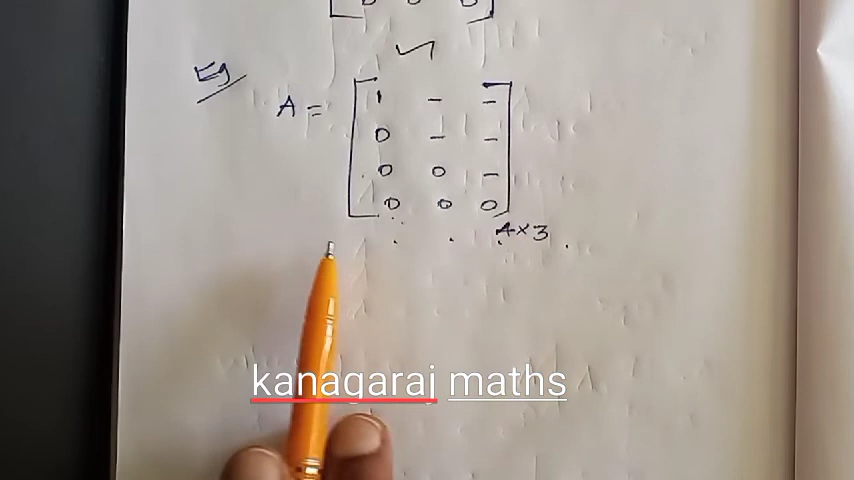 Eg
A = [ 1 - -
0 - -
0 0 -
0 0 0 ]
4×3
kanagaraj maths